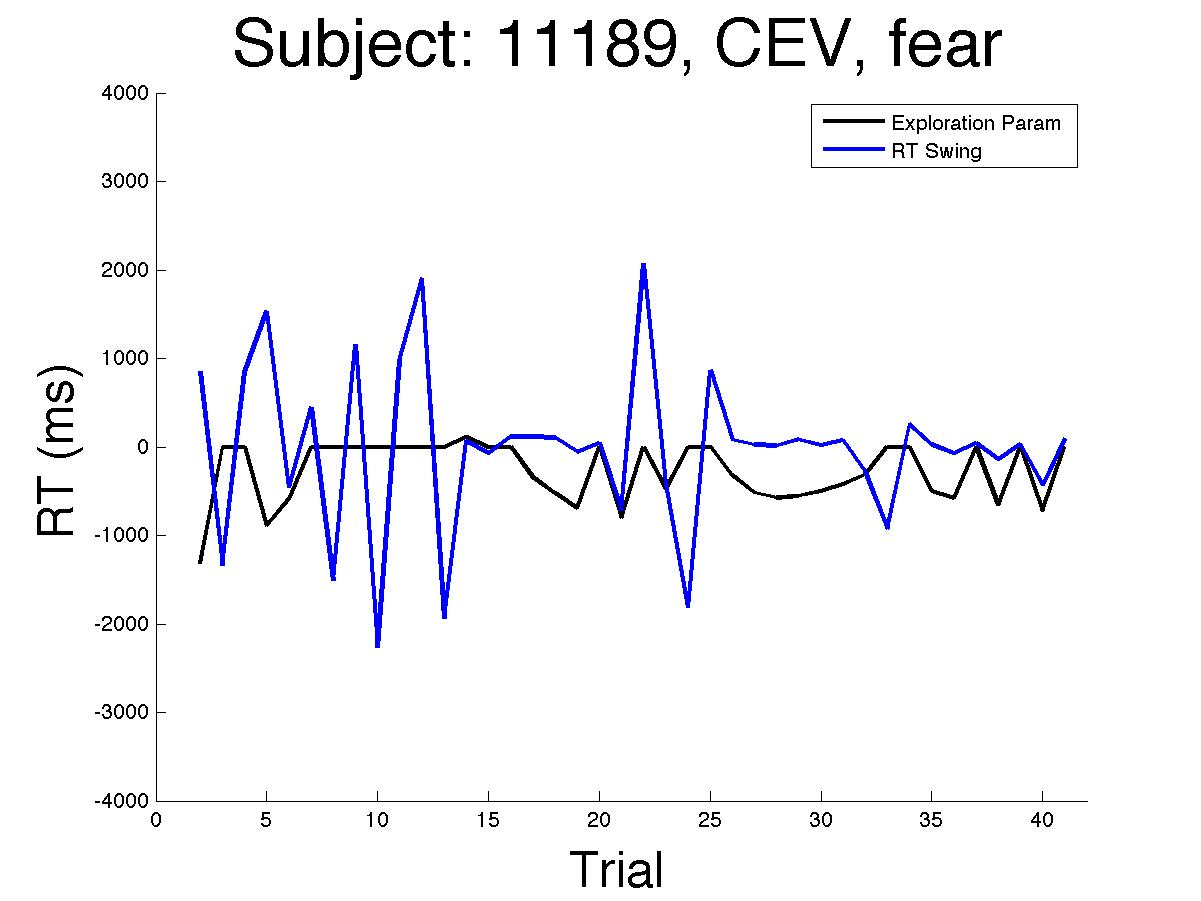 Subject: 11189, CEV, fear
4000
3000
2000
1000
0
-1000
-2000
-3000
-4000
RT (ms)
Exploration Param
RT Swing
0 5 10 15 20 25 30 35 40
Trial